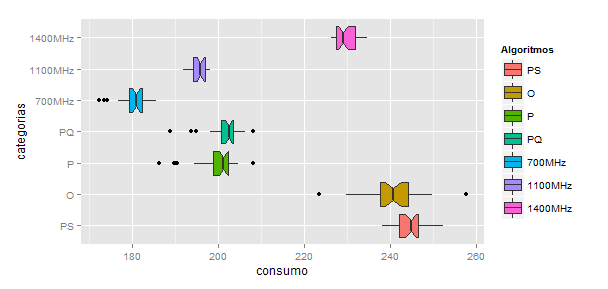 1400MHz
1100MHz
700MHz
PQ
P
O
PS
categorias
180
200
220
240
260
consumo
Algoritmos
PS
O
P
PQ
700MHz
1100MHz
1400MHz